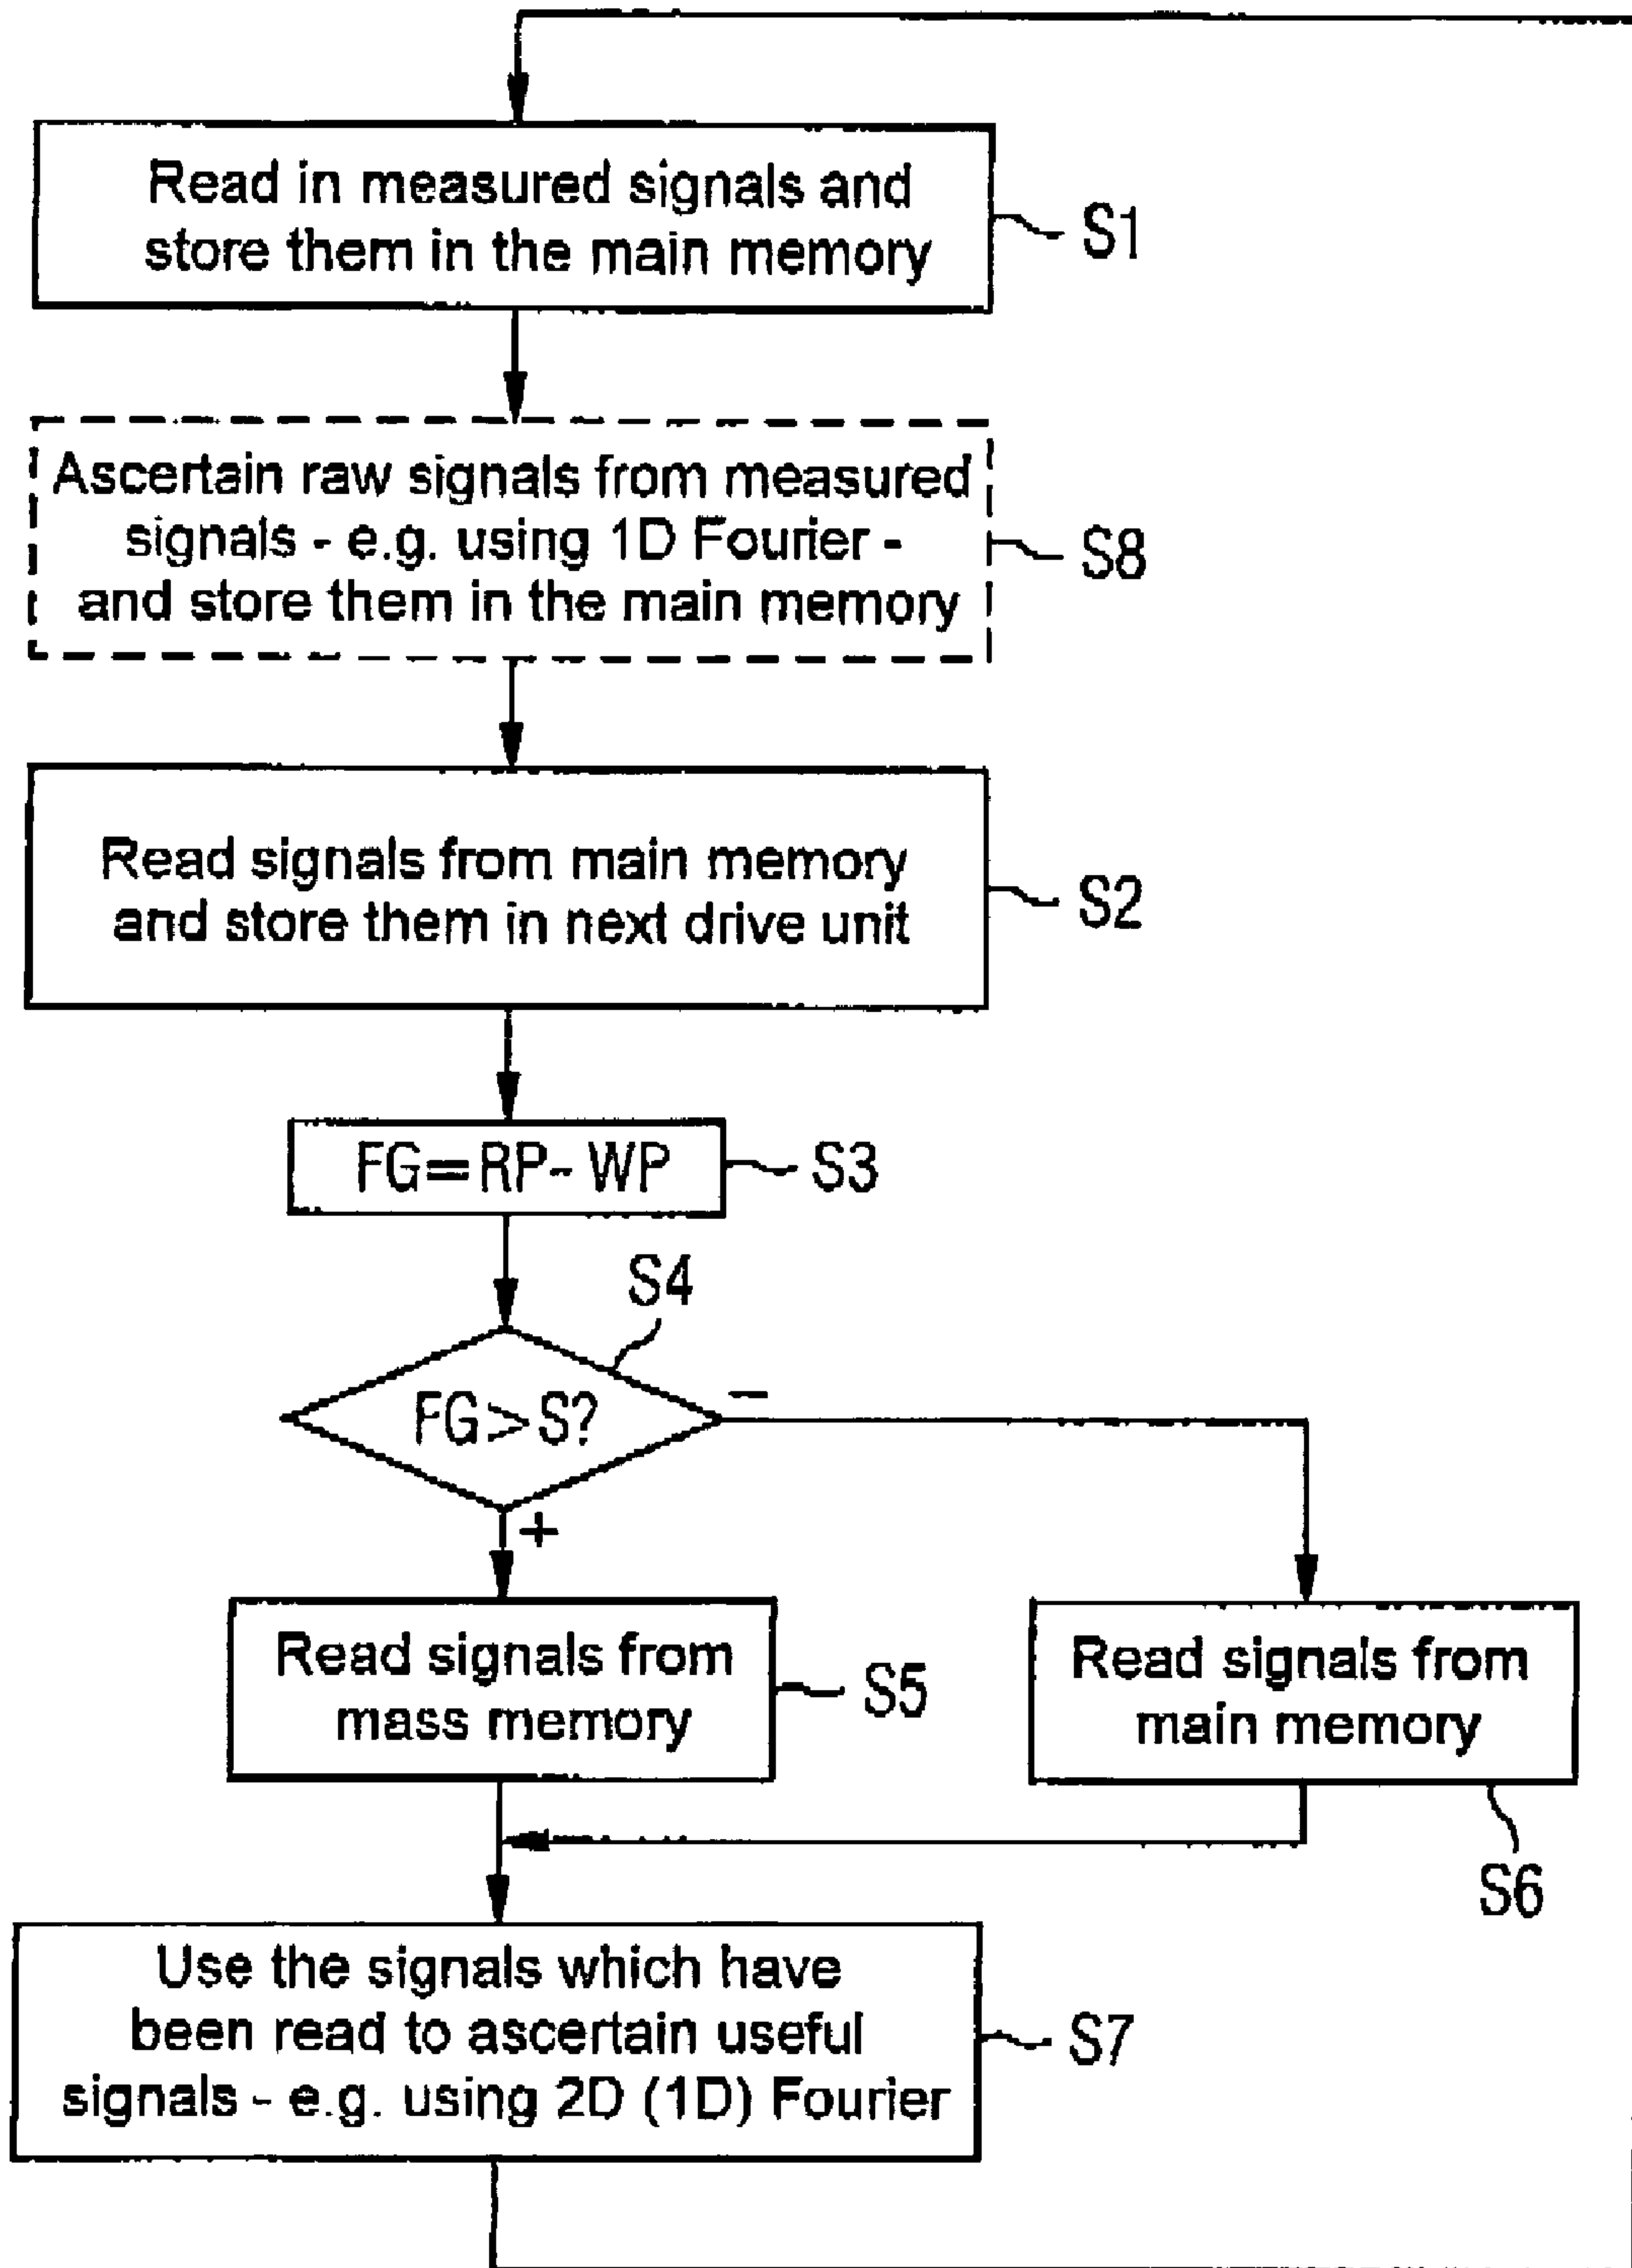 Read in measured signals and
store them in the main memory
S1
Ascertain raw signals from measured
signals - e.g. using 1D Fourier -
and store them in the main memory
S8
Read signals from main memory
and store them in next drive unit
S2
FG=RP- WP
S3
S4
FG>S?
-
+
Read signals from
mass memory
S5
Read signals from
main memory
S6
Use the signals which have
been read to ascertain useful
signals - e.g. using 2D (1D) Fourier
S7